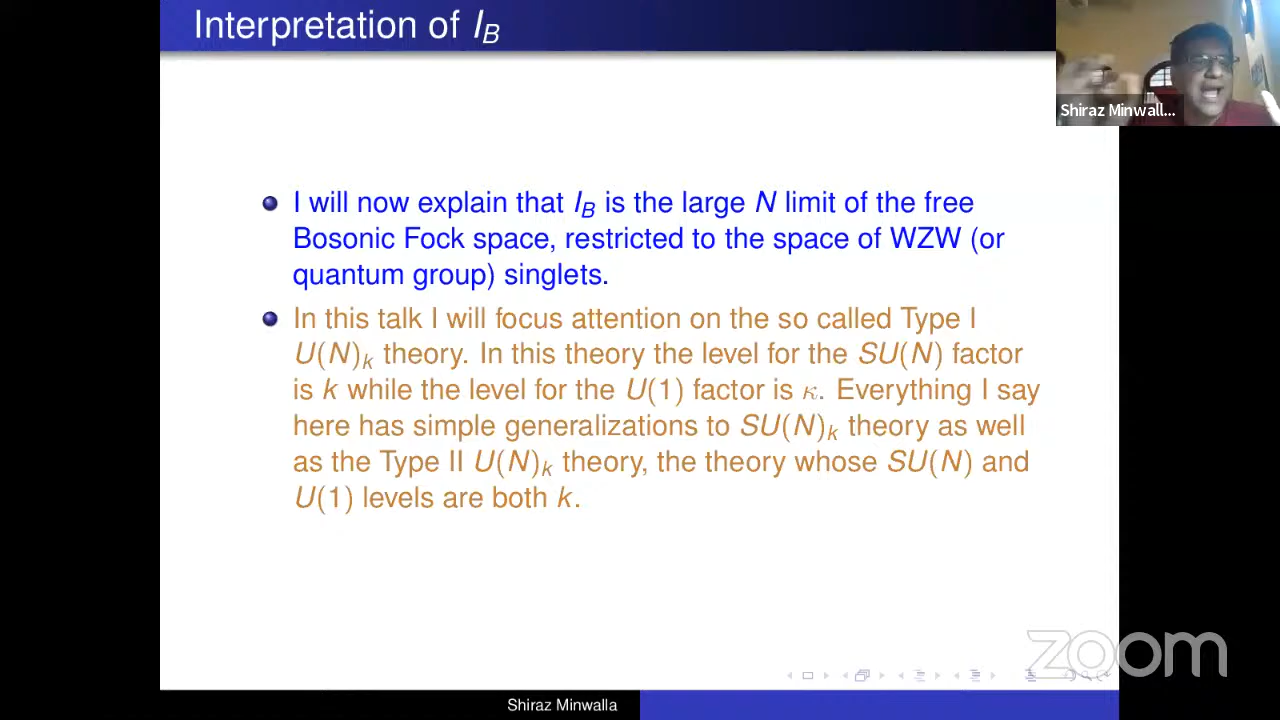 Interpretation of I_B
Shiraz Minwall...
I will now explain that I_B is the large N limit of the free
Bosonic Fock space, restricted to the space of WZW (or
quantum group) singlets.
In this talk I will focus attention on the so called Type I
U(N)_k theory. In this theory the level for the SU(N) factor
is k while the level for the U(1) factor is κ. Everything I say
here has simple generalizations to SU(N)_k theory as well
as the Type II U(N)_k theory, the theory whose SU(N) and
U(1) levels are both k.
zoom
Shiraz Minwalla